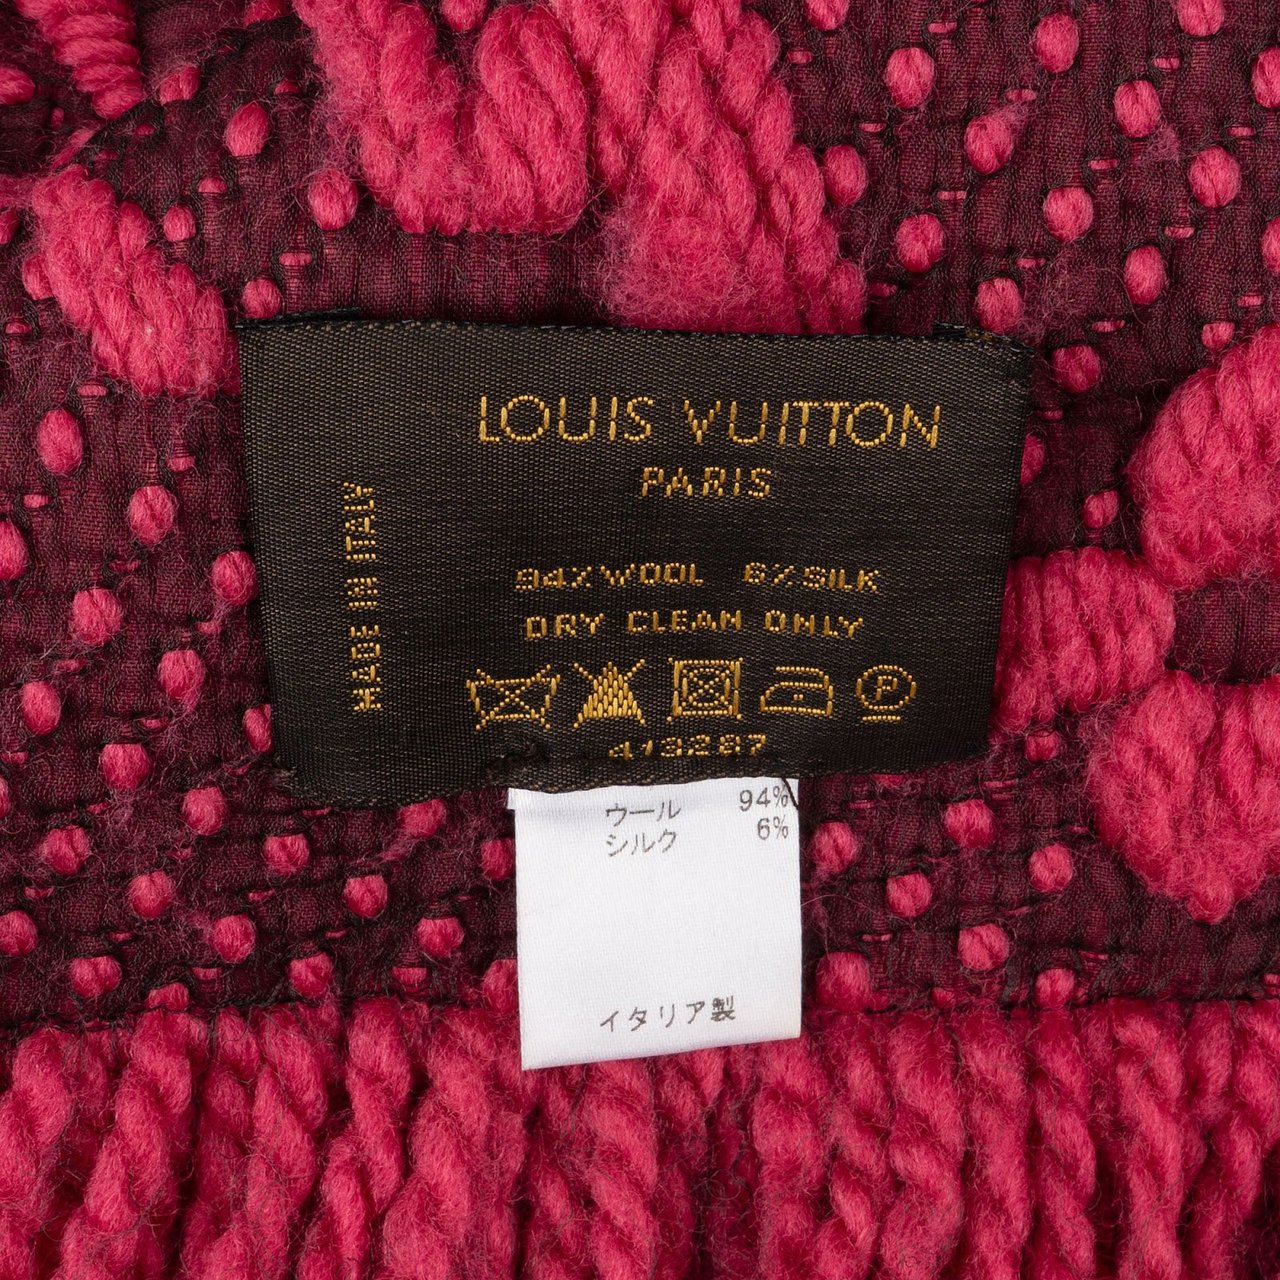 LOUIS VUITTON
PARIS
MADE IN ITALY
94% WOOL 6% SILK
DRY CLEAN ONLY
P
413287
ウール 94%
シルク 6%
イタリア製